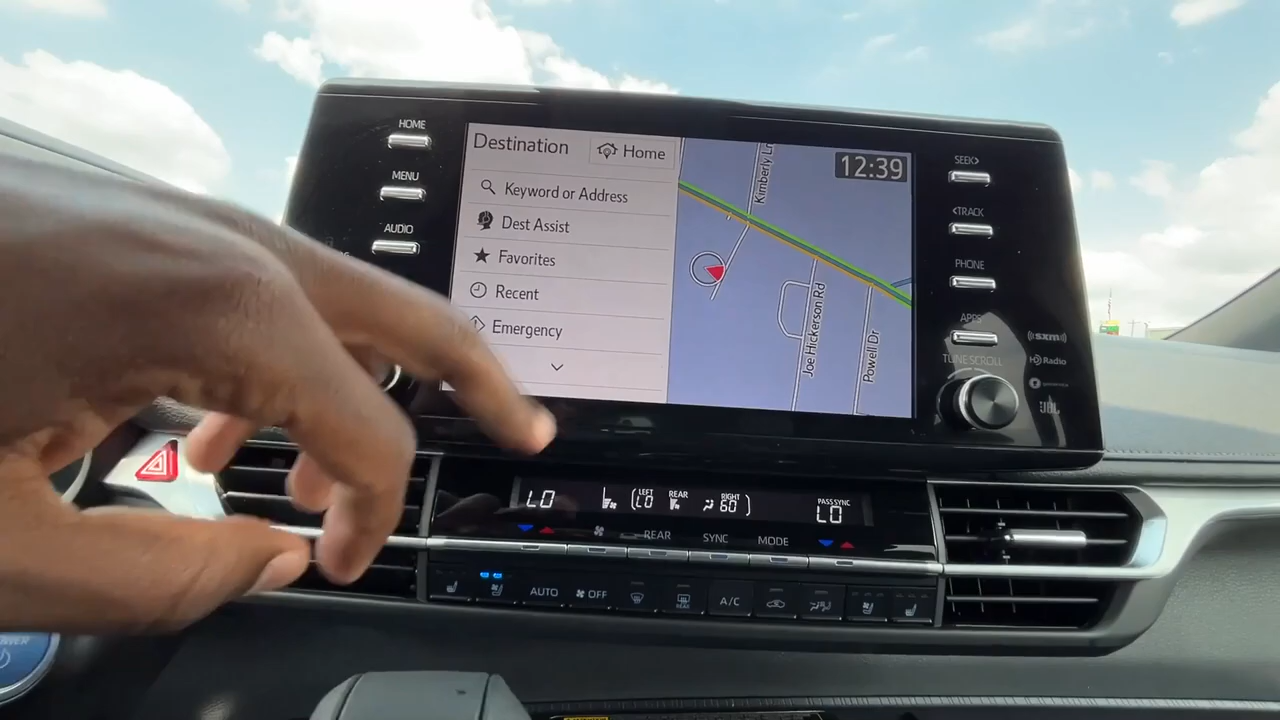 HOME
MENU
AUDIO
Destination
Home
Keyword or Address
Dest Assist
Favorites
Recent
Emergency
Kimberly Ln
Joe Hickerson Rd
Powell Dr
12:39
SEEK>
<TRACK
PHONE
APPS
TUNE SCROLL
((sxm))
HD Radio
JBL
LO
LEFT
LO
REAR
RIGHT
60
PASS SYNC
LO
REAR
SYNC
MODE
AUTO
OFF
REAR
A/C